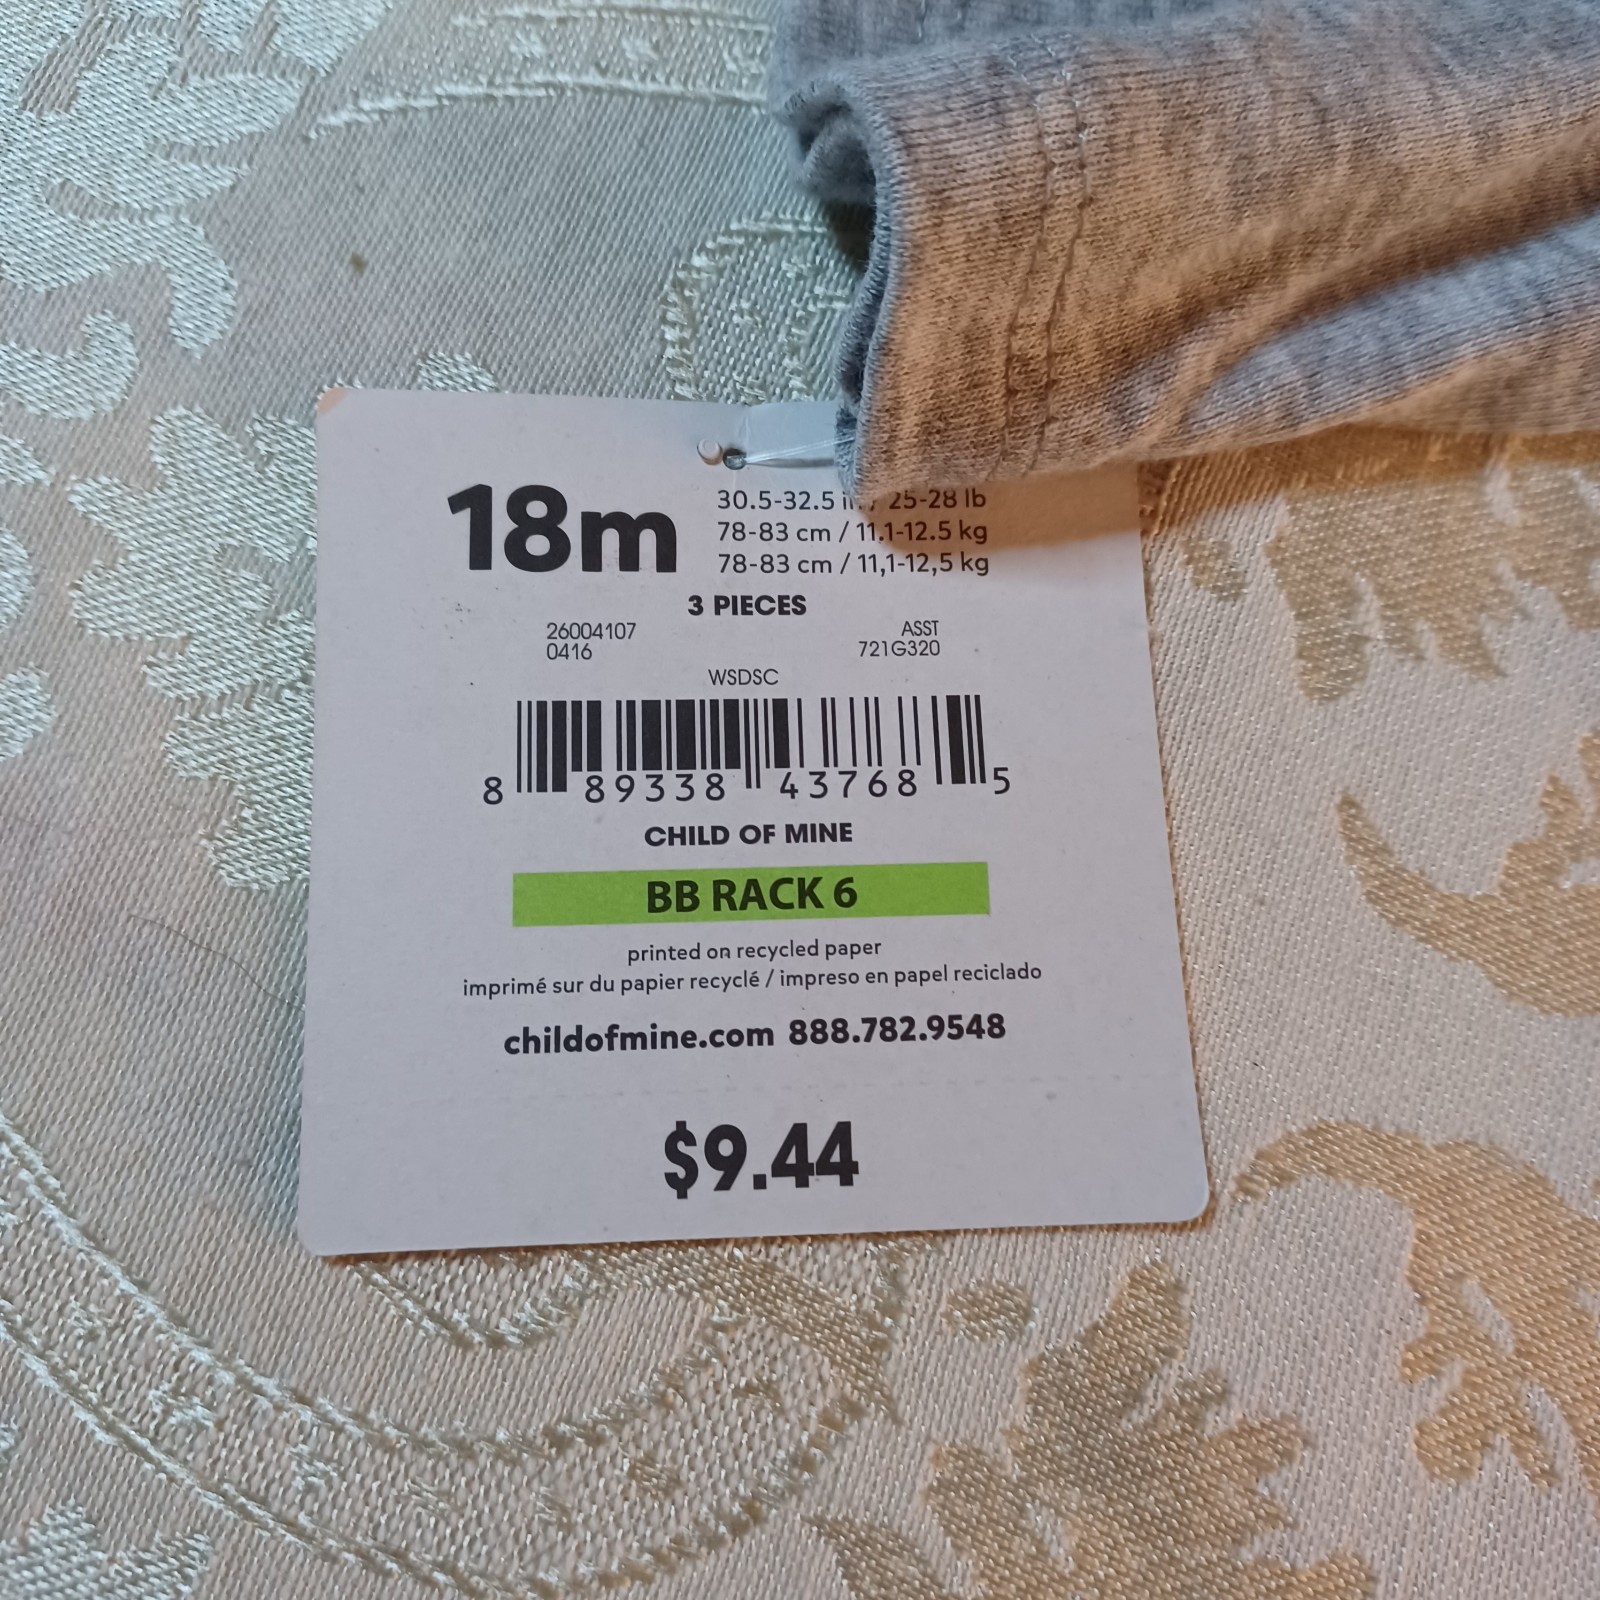 18m
30.5-32.5 in / 25-28 lb
78-83 cm / 11.1-12.5 kg
78-83 cm / 11,1-12,5 kg
3 PIECES
26004107
0416
ASST
721G320
WSDSC
8 89338 43768 5
CHILD OF MINE
BB RACK 6
printed on recycled paper
imprimé sur du papier recyclé / impreso en papel reciclado
childofmine.com 888.782.9548
$9.44